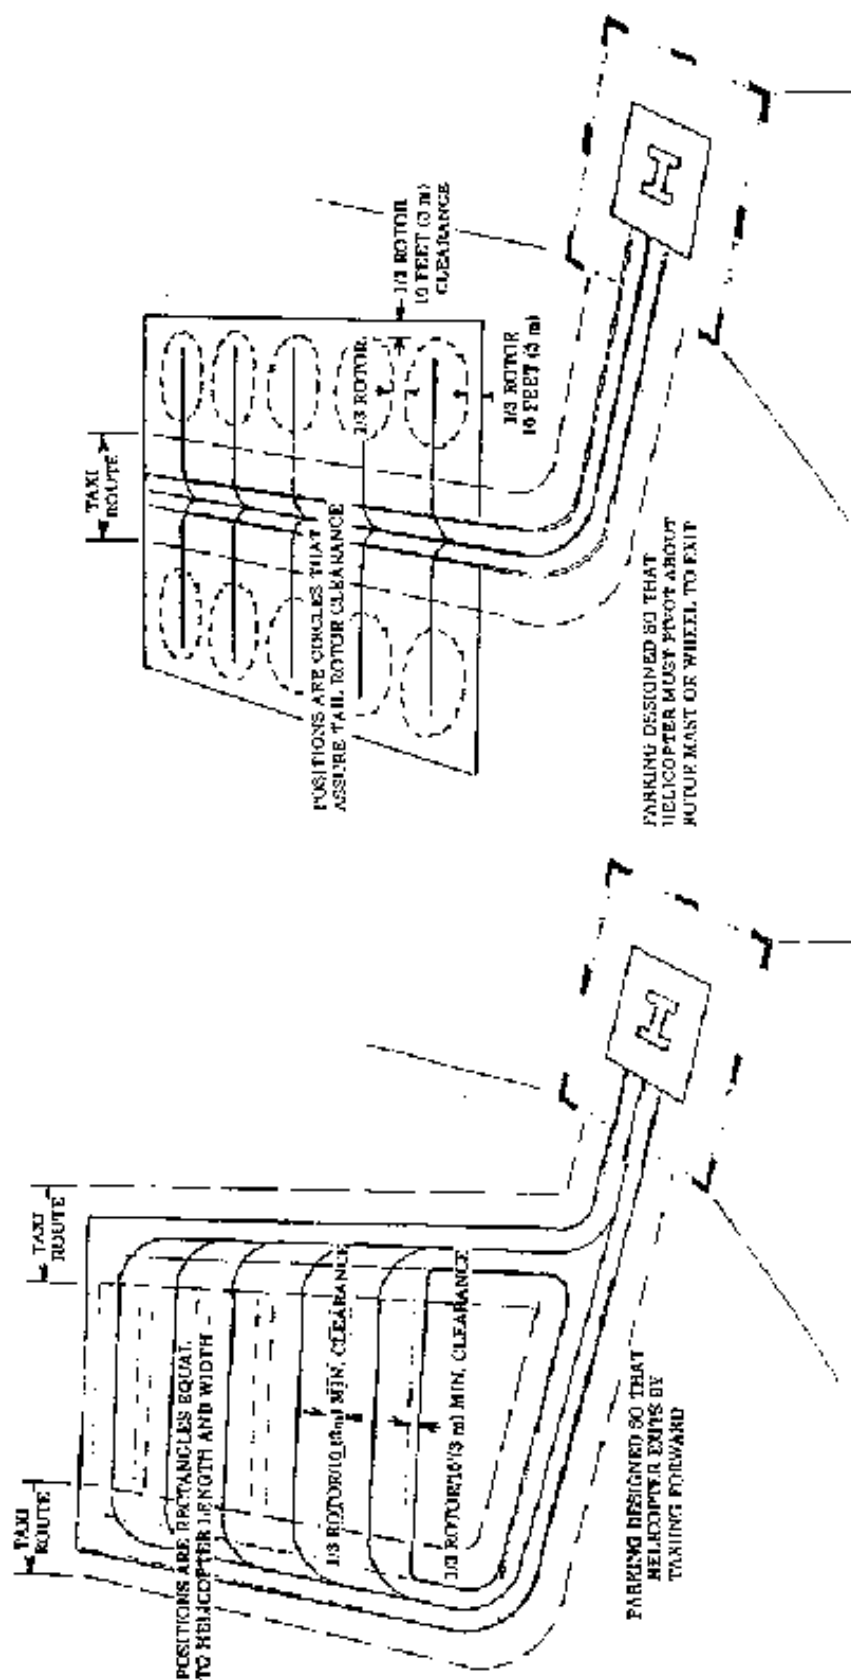 1/3 ROTOR
10 FEET (3 m)
CLEARANCE
1/3 ROTOR
1/3 ROTOR
10 FEET (3 m)
TAXI
ROUTE
POSITIONS ARE CIRCLES THAT
ASSURE TAIL ROTOR CLEARANCE
PARKING DESIGNED SO THAT
HELICOPTER MUST PIVOT ABOUT
ROTOR MAST OR WHEEL TO EXIT
H
TAXI
ROUTE
TAXI
ROUTE
POSITIONS ARE RECTANGLES EQUAL
TO HELICOPTER LENGTH AND WIDTH
1/3 ROTOR/10 (3m) MIN. CLEARANCE
1/3 ROTOR/10'(3 m) MIN. CLEARANCE
PARKING DESIGNED SO THAT
HELICOPTER EXITS BY
TAXIING FORWARD
H